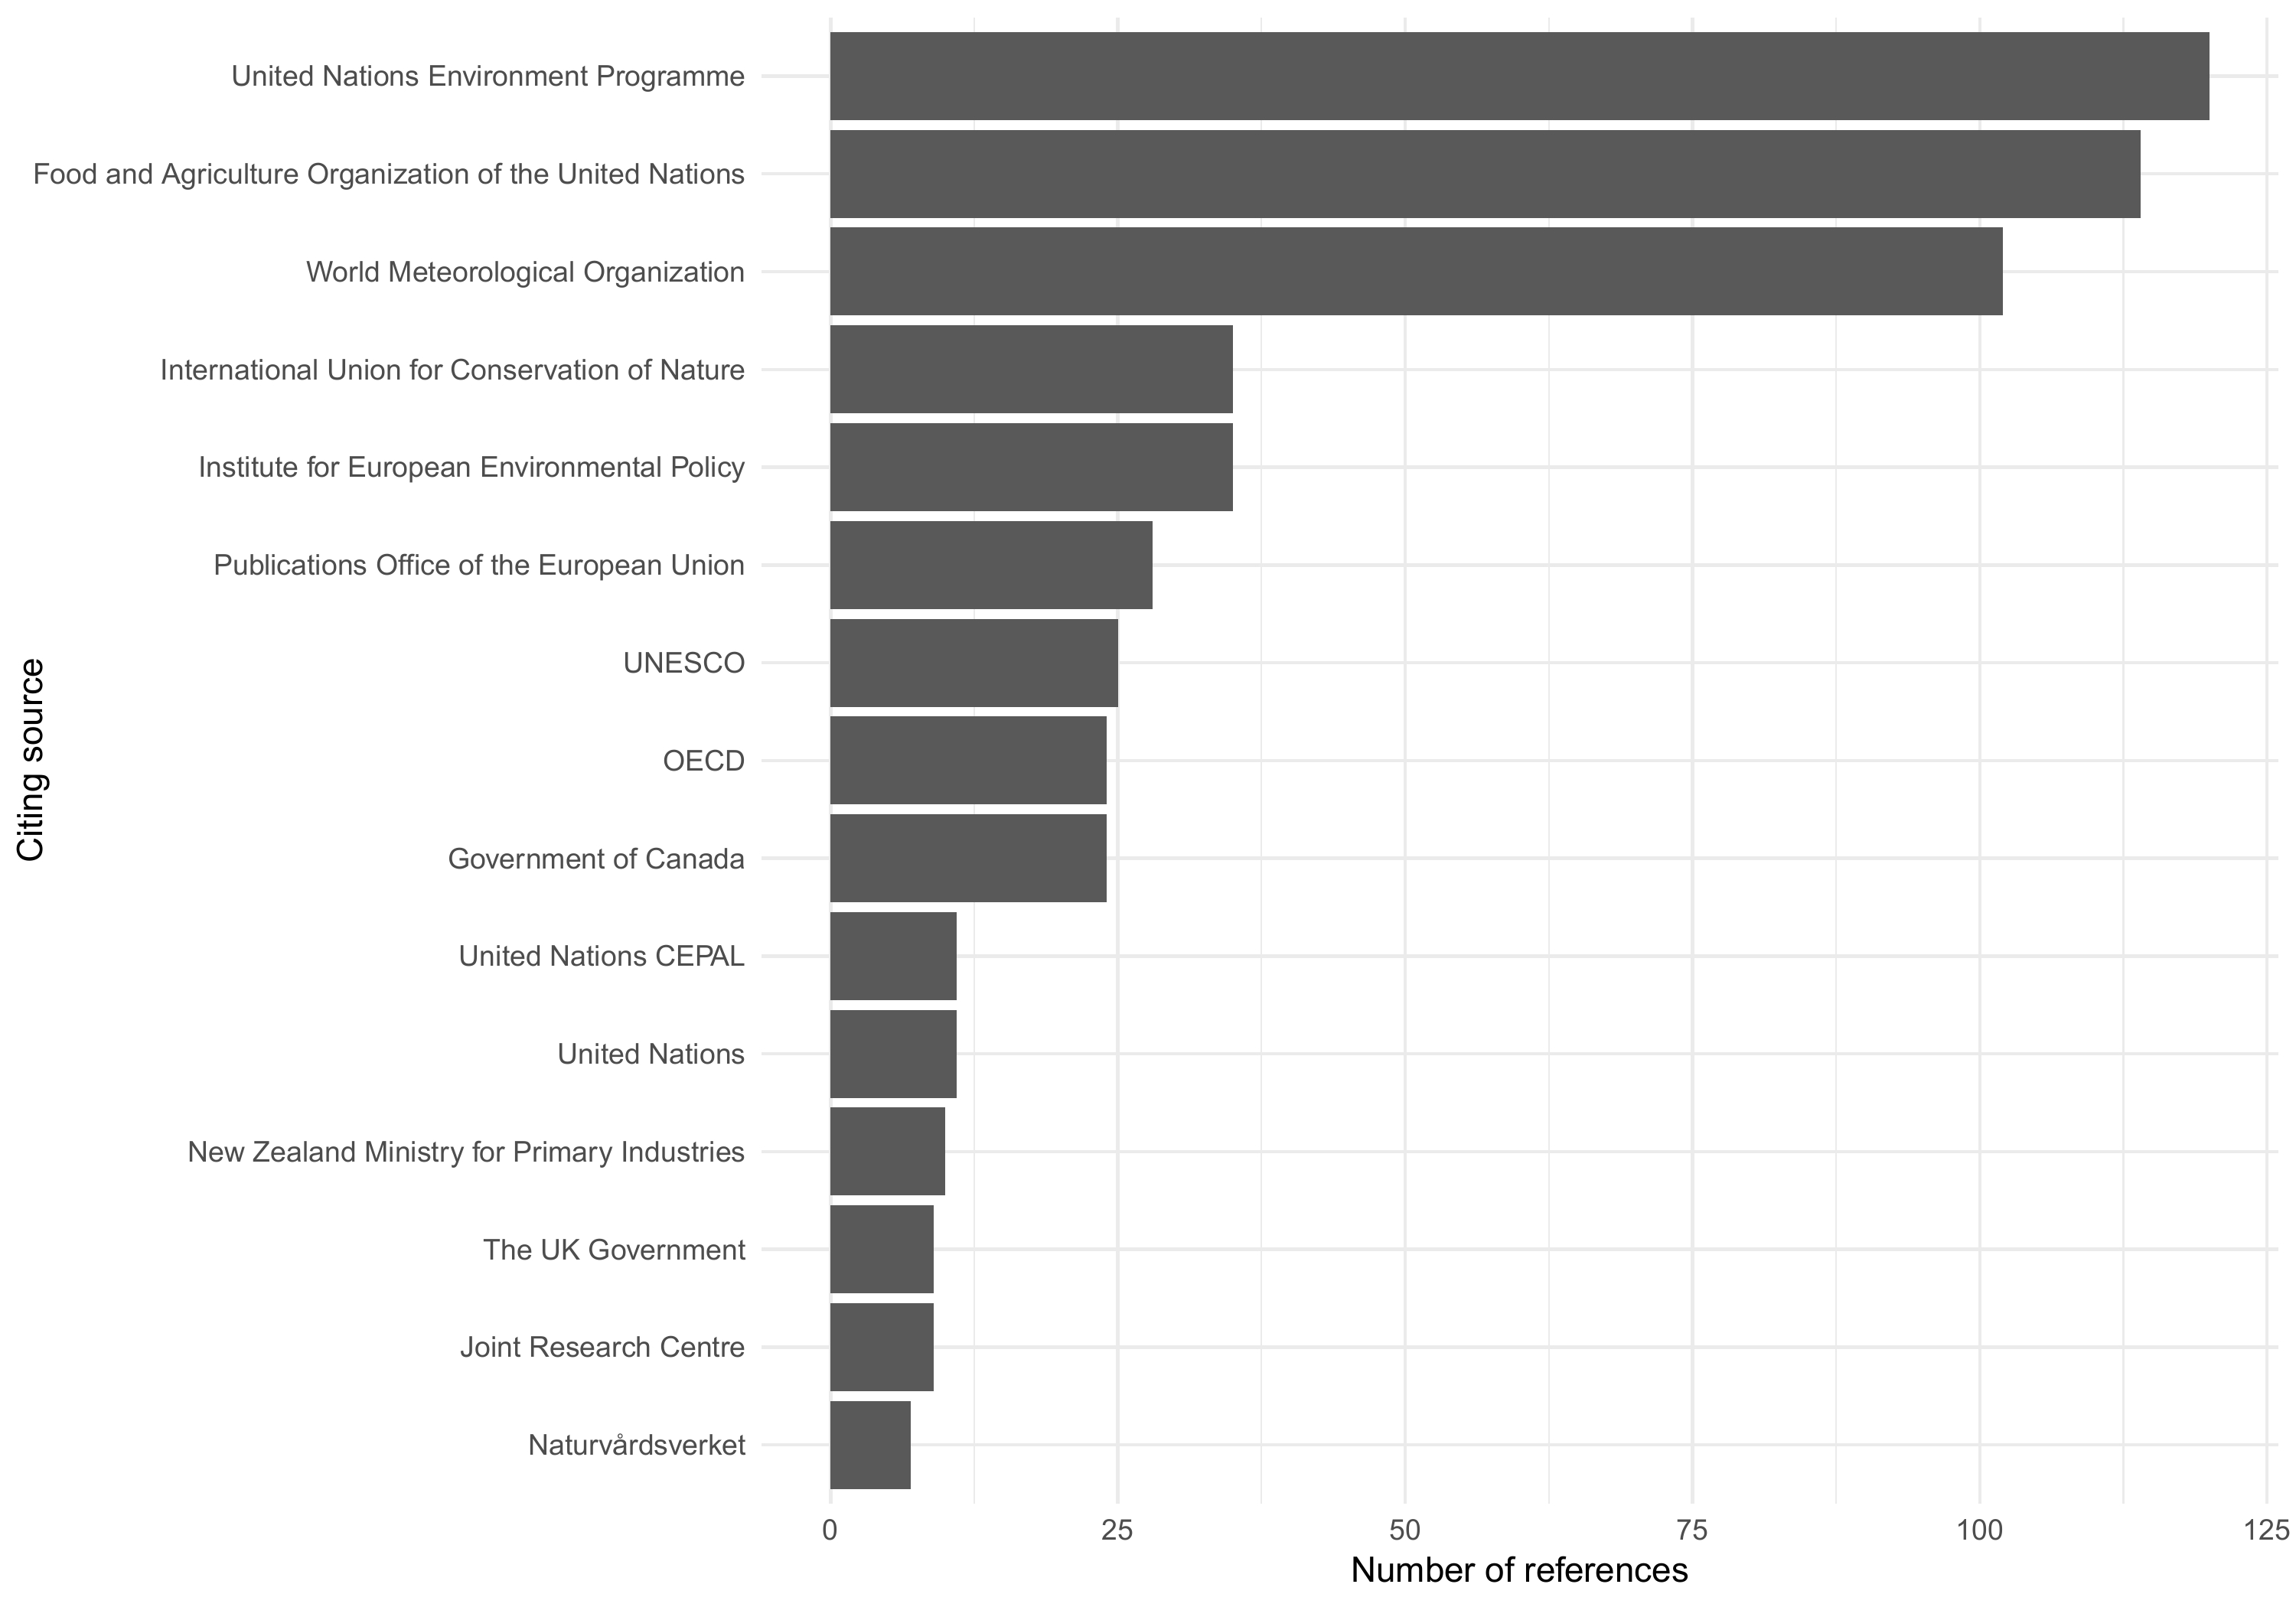 United Nations Environment Programme
Food and Agriculture Organization of the United Nations
World Meteorological Organization
International Union for Conservation of Nature
Institute for European Environmental Policy
Publications Office of the European Union
UNESCO
OECD
Government of Canada
United Nations CEPAL
United Nations
New Zealand Ministry for Primary Industries
The UK Government
Joint Research Centre
Naturvårdsverket
Citing source
0 25 50 75 100 125
Number of references